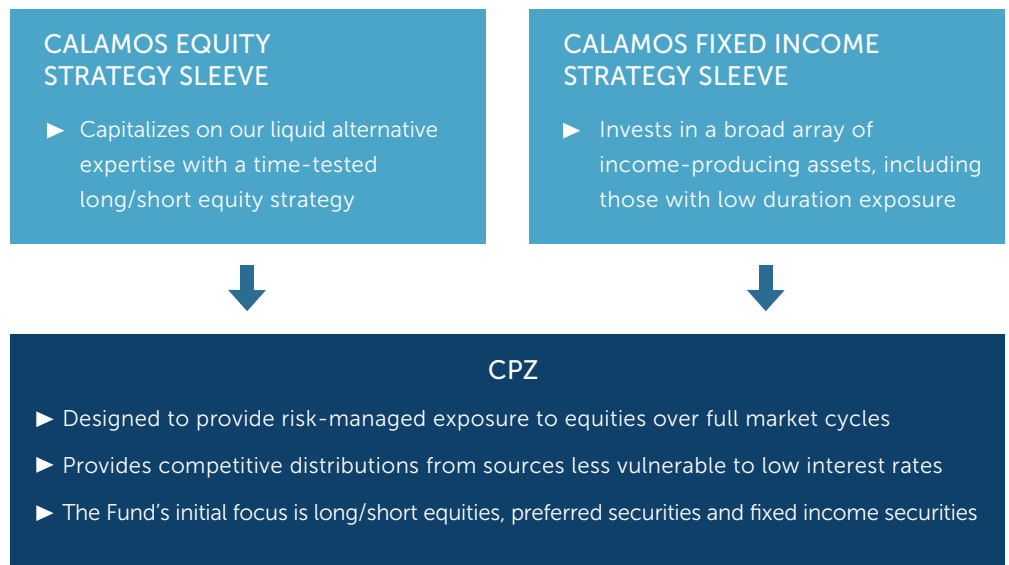 CALAMOS EQUITY
STRATEGY SLEEVE
► Capitalizes on our liquid alternative
expertise with a time-tested
long/short equity strategy
CALAMOS FIXED INCOME
STRATEGY SLEEVE
► Invests in a broad array of
income-producing assets, including
those with low duration exposure
CPZ
► Designed to provide risk-managed exposure to equities over full market cycles
► Provides competitive distributions from sources less vulnerable to low interest rates
► The Fund’s initial focus is long/short equities, preferred securities and fixed income securities